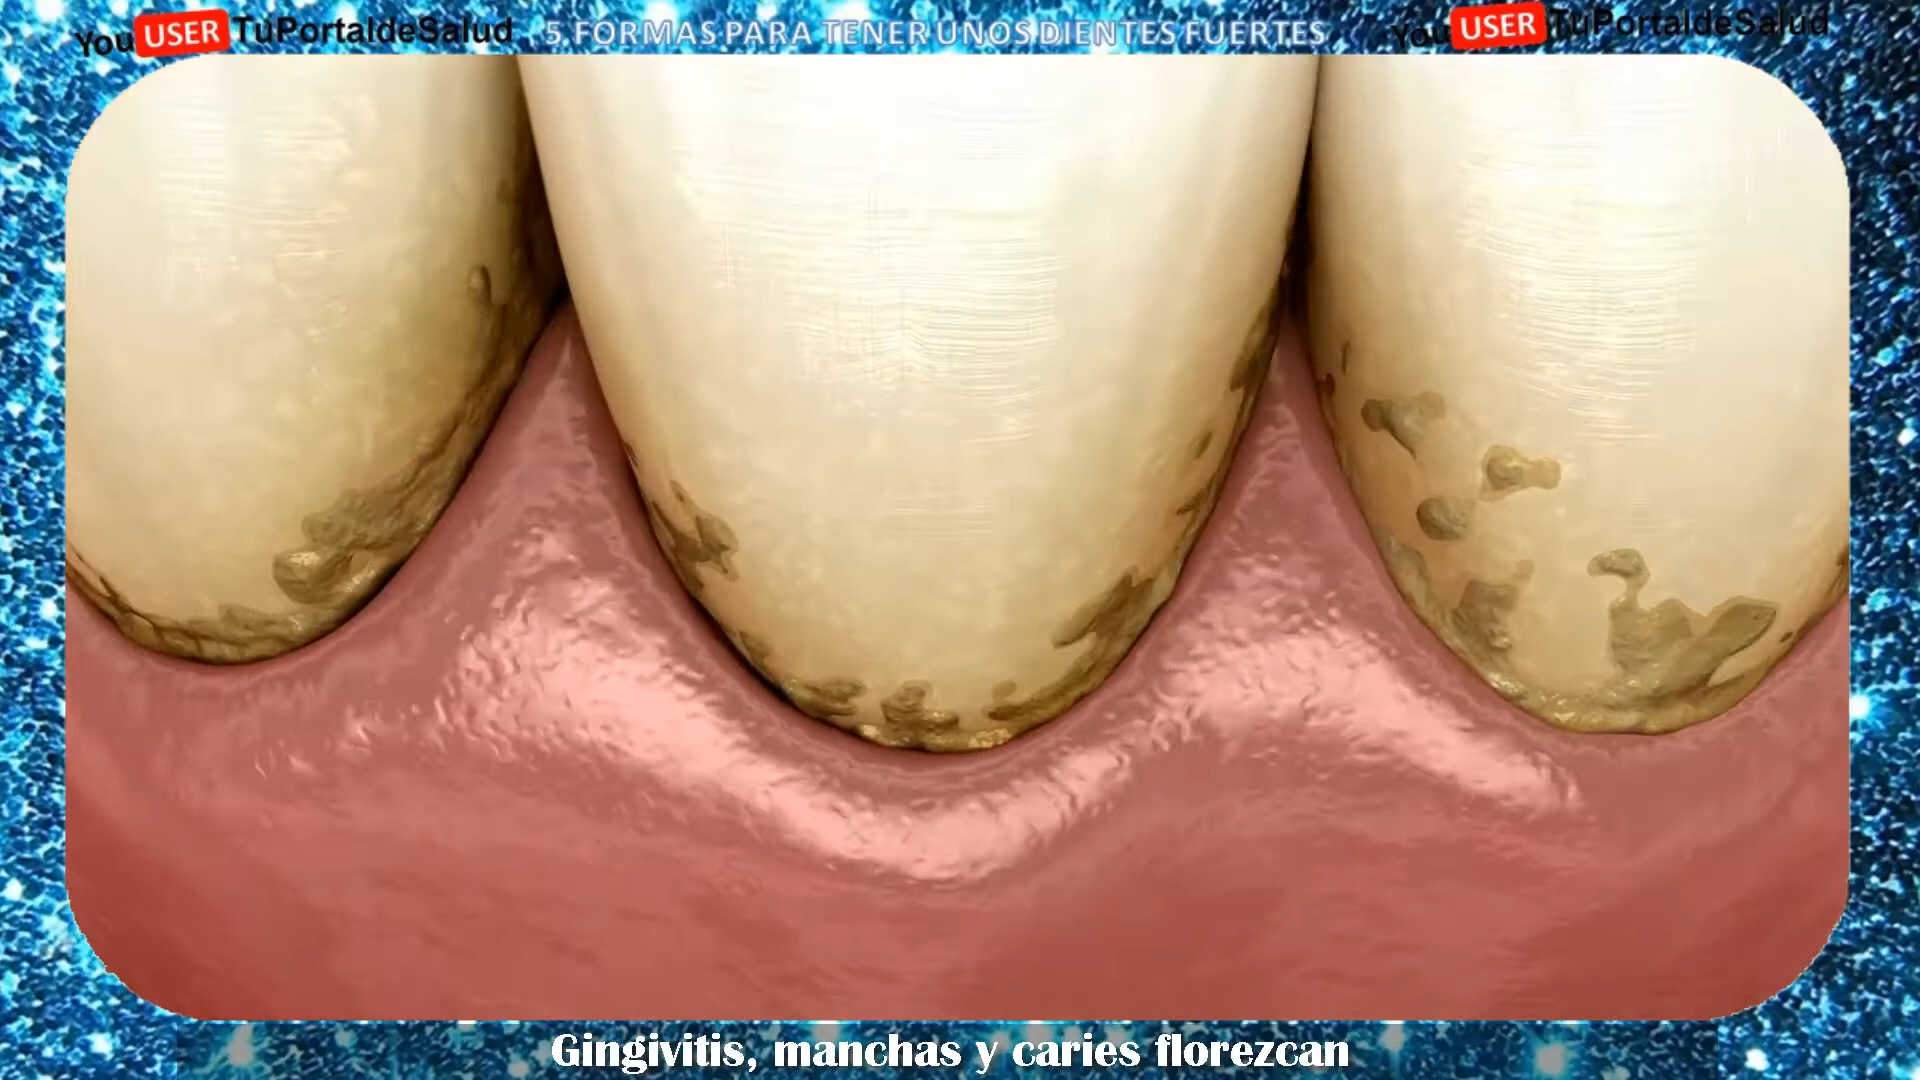 You USER TuPortaldeSalud
5 FORMAS PARA TENER UNOS DIENTES FUERTES
You USER TuPortaldeSalud
Gingivitis, manchas y caries florezcan